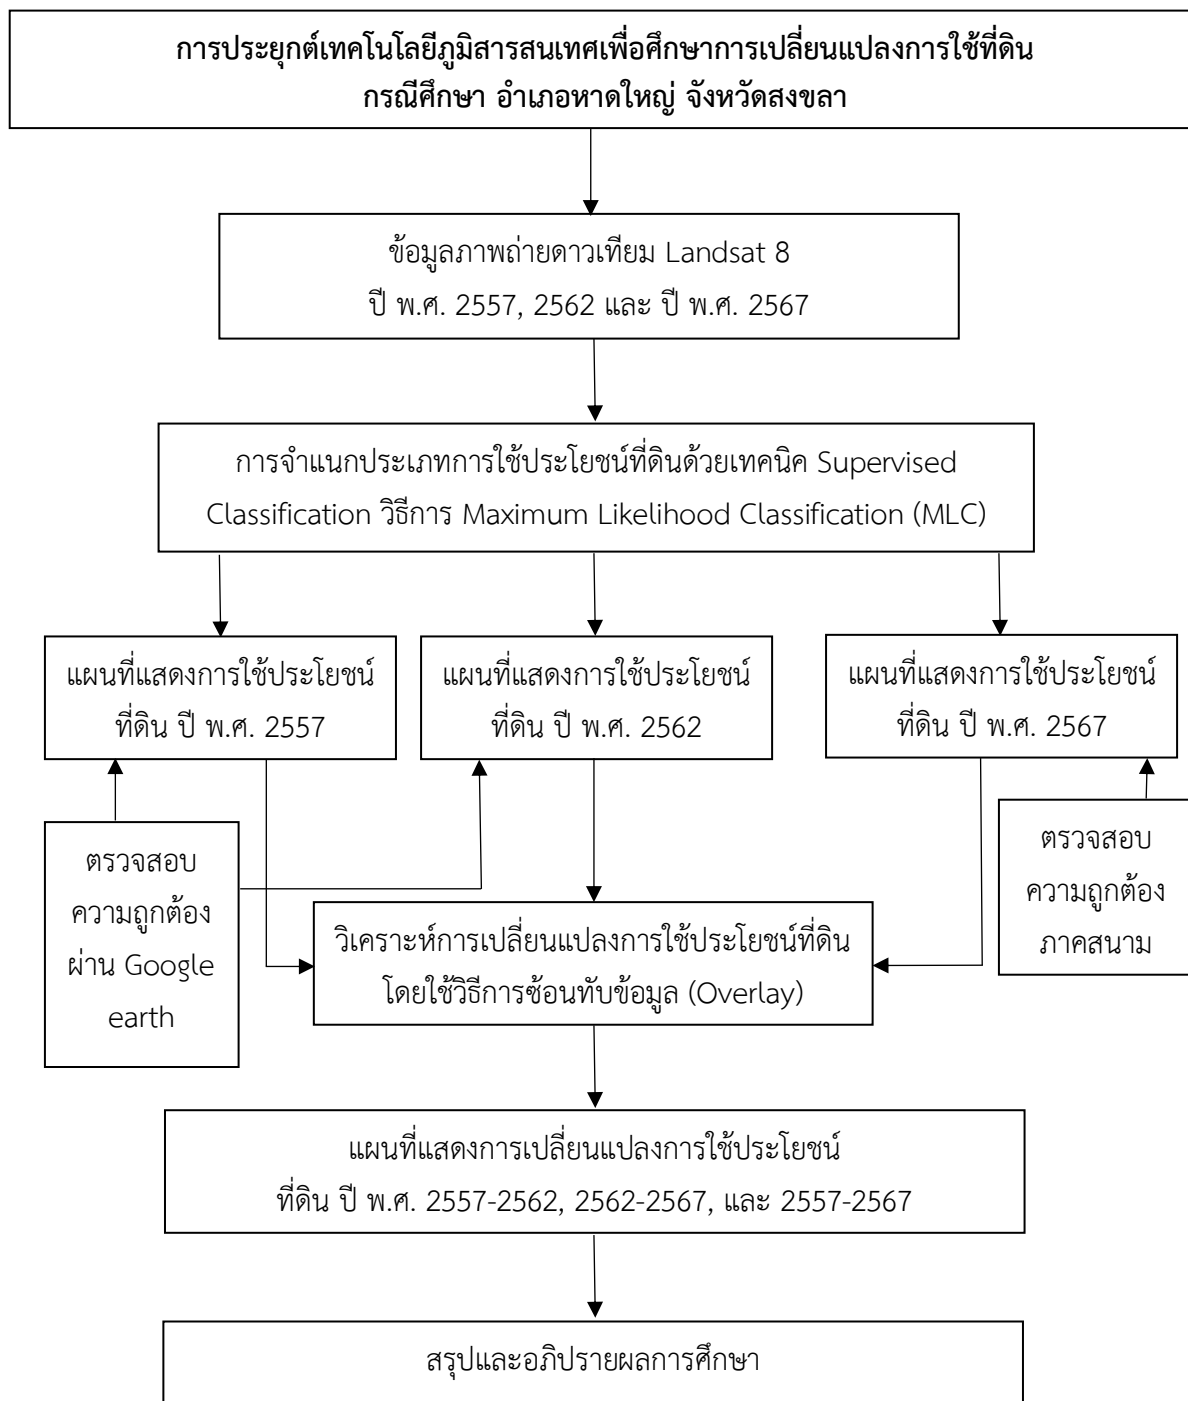 การประยุกต์เทคโนโลยีภูมิสารสนเทศเพื่อศึกษาการเปลี่ยนแปลงการใช้ที่ดิน
กรณีศึกษา อำเภอหาดใหญ่ จังหวัดสงขลา
ข้อมูลภาพถ่ายดาวเทียม Landsat 8
ปี พ.ศ. 2557, 2562 และ ปี พ.ศ. 2567
การจำแนกประเภทการใช้ประโยชน์ที่ดินด้วยเทคนิค Supervised
Classification วิธีการ Maximum Likelihood Classification (MLC)
แผนที่แสดงการใช้ประโยชน์
ที่ดิน ปี พ.ศ. 2557
แผนที่แสดงการใช้ประโยชน์
ที่ดิน ปี พ.ศ. 2562
แผนที่แสดงการใช้ประโยชน์
ที่ดิน ปี พ.ศ. 2567
ตรวจสอบ
ความถูกต้อง
ผ่าน Google
earth
ตรวจสอบ
ความถูกต้อง
ภาคสนาม
วิเคราะห์การเปลี่ยนแปลงการใช้ประโยชน์ที่ดิน
โดยใช้วิธีการซ้อนทับข้อมูล (Overlay)
แผนที่แสดงการเปลี่ยนแปลงการใช้ประโยชน์
ที่ดิน ปี พ.ศ. 2557-2562, 2562-2567, และ 2557-2567
สรุปและอภิปรายผลการศึกษา